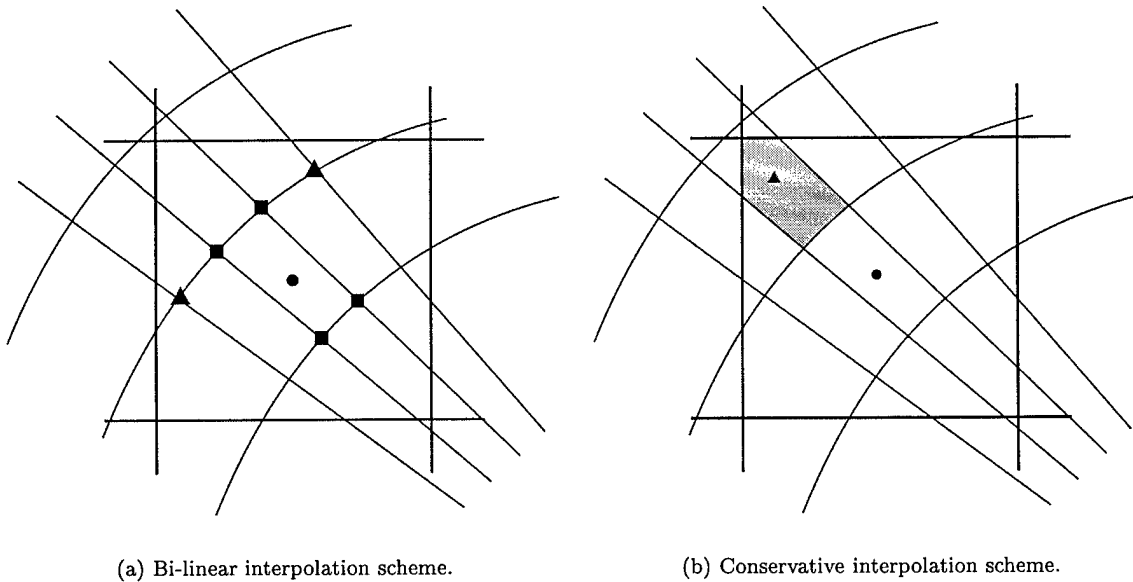 (a) Bi-linear interpolation scheme.
(b) Conservative interpolation scheme.